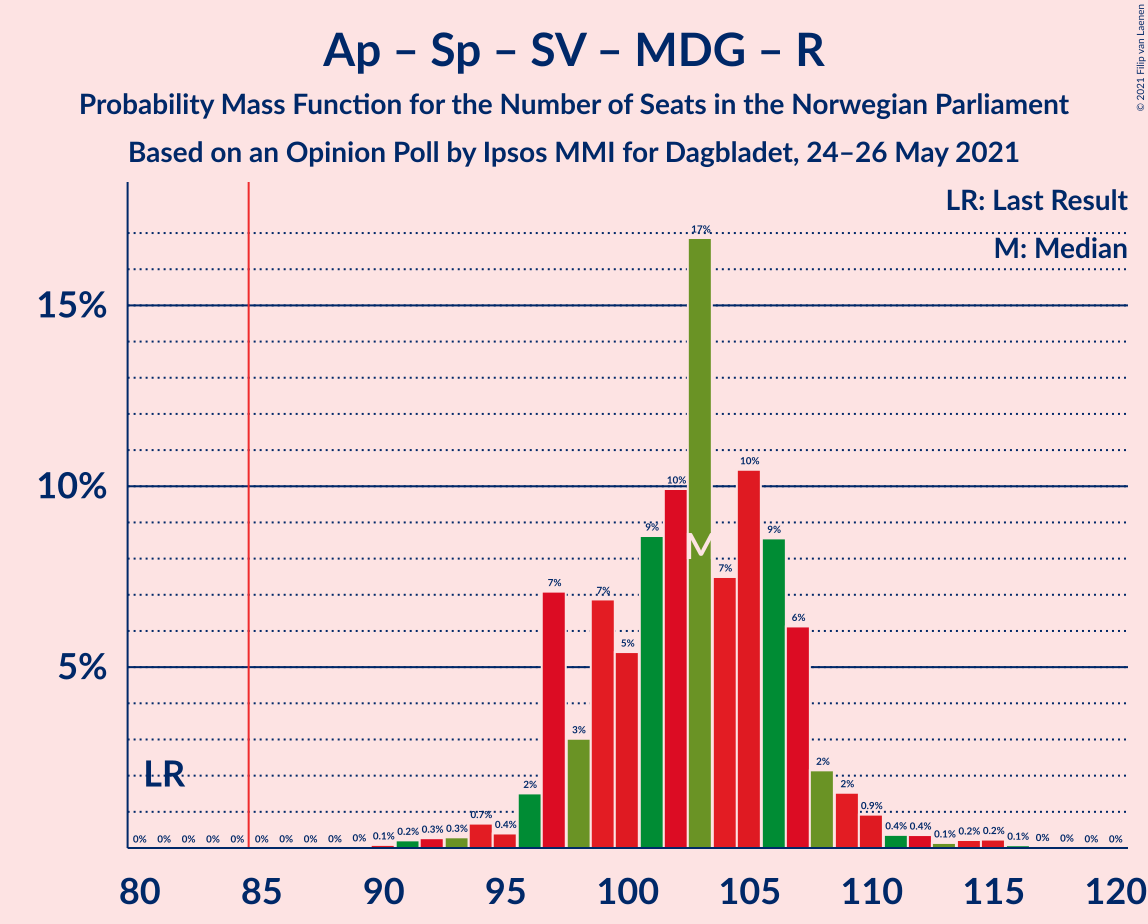 Ap – Sp – SV – MDG – R
Probability Mass Function for the Number of Seats in the Norwegian Parliament
Based on an Opinion Poll by Ipsos MMI for Dagbladet, 24–26 May 2021
© 2021 Filip van Laenen
LR: Last Result
M: Median
15%
10%
5%
LR
M
0% 0% 0% 0% 0% 0% 0% 0% 0% 0% 0.1% 0.2% 0.3% 0.3% 0.7% 0.4% 2% 7% 3% 7% 5% 9% 10% 17% 7% 10% 9% 6% 2% 2% 0.9% 0.4% 0.4% 0.1% 0.2% 0.2% 0.1% 0% 0% 0% 0%
80 85 90 95 100 105 110 115 120